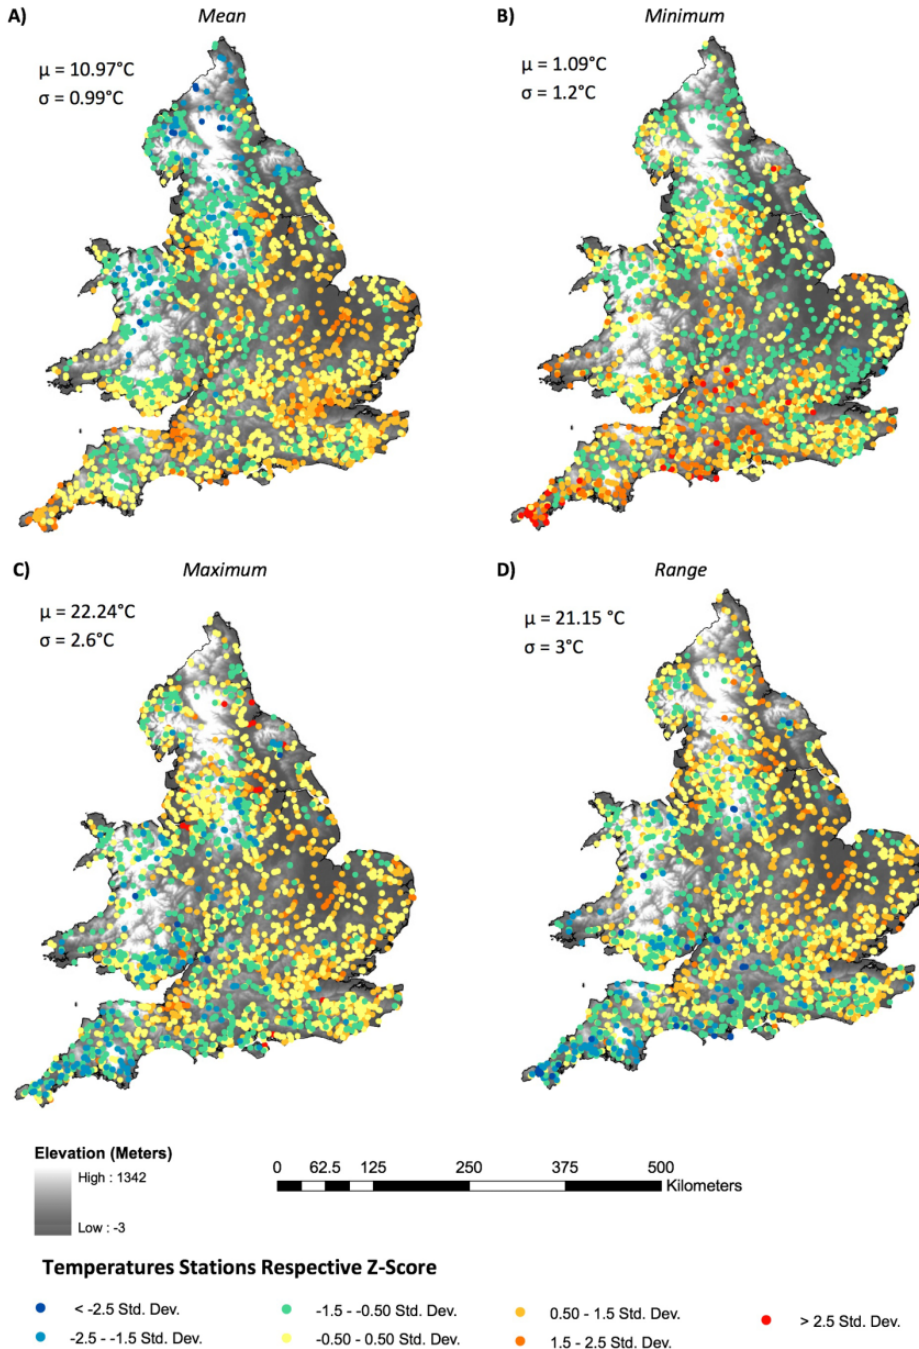 A) Mean
μ = 10.97°C
σ = 0.99°C
B) Minimum
μ = 1.09°C
σ = 1.2°C
C) Maximum
μ = 22.24°C
σ = 2.6°C
D) Range
μ = 21.15 °C
σ = 3°C
Elevation (Meters)
High : 1342
Low : -3
0 62.5 125 250 375 500
Kilometers
Temperatures Stations Respective Z-Score
< -2.5 Std. Dev.
-2.5 - -1.5 Std. Dev.
-1.5 - -0.50 Std. Dev.
-0.50 - 0.50 Std. Dev.
0.50 - 1.5 Std. Dev.
1.5 - 2.5 Std. Dev.
> 2.5 Std. Dev.